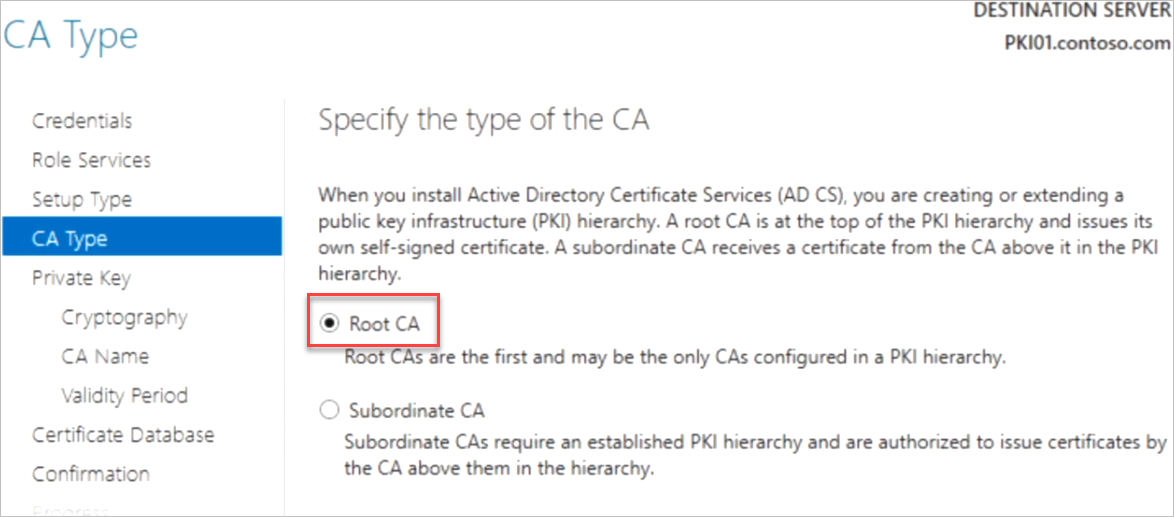 DESTINATION SERVER
PKI01.contoso.com
CA Type
Credentials
Role Services
Setup Type
CA Type
Private Key
Cryptography
CA Name
Validity Period
Certificate Database
Confirmation
Progress
Specify the type of the CA
When you install Active Directory Certificate Services (AD CS), you are creating or extending a
public key infrastructure (PKI) hierarchy. A root CA is at the top of the PKI hierarchy and issues its
own self-signed certificate. A subordinate CA receives a certificate from the CA above it in the PKI
hierarchy.
Root CA
Root CAs are the first and may be the only CAs configured in a PKI hierarchy.
Subordinate CA
Subordinate CAs require an established PKI hierarchy and are authorized to issue certificates by
the CA above them in the hierarchy.